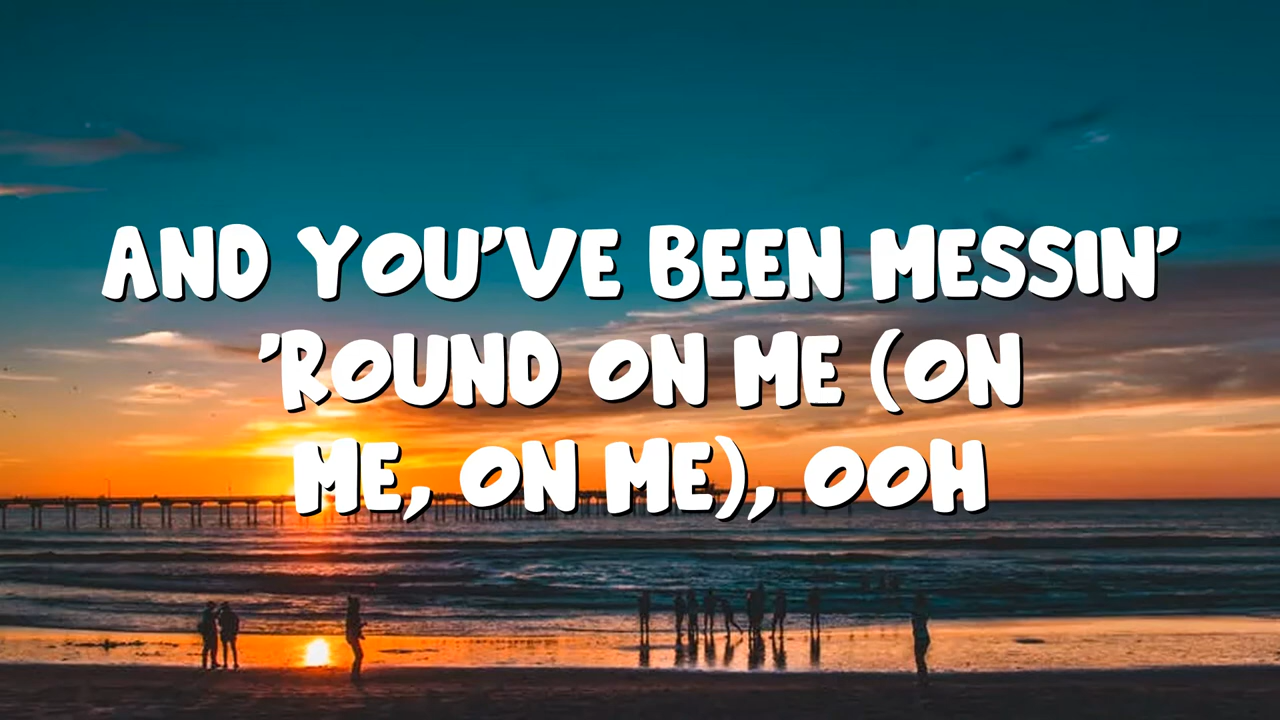 AND YOU'VE BEEN MESSIN'
'ROUND ON ME (ON
ME, ON ME), OOH